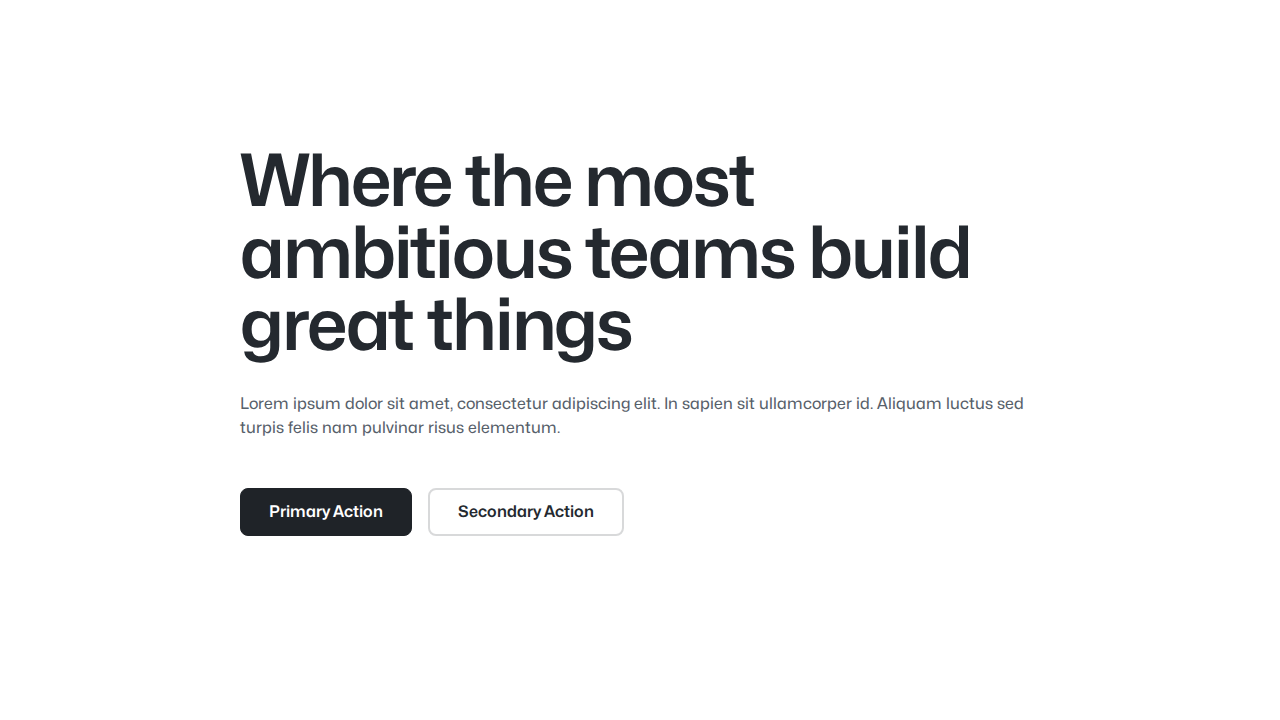 Where the most
ambitious teams build
great things
Lorem ipsum dolor sit amet, consectetur adipiscing elit. In sapien sit ullamcorper id. Aliquam luctus sed
turpis felis nam pulvinar risus elementum.
Primary Action
Secondary Action